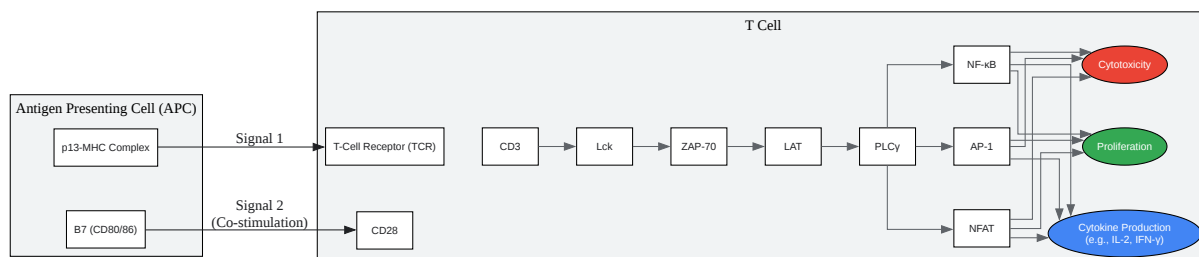 T Cell
NF-κB
Cytotoxicity
Antigen Presenting Cell (APC)
p13-MHC Complex
Signal 1
T-Cell Receptor (TCR)
CD3
Lck
ZAP-70
LAT
PLCγ
AP-1
Proliferation
B7 (CD80/86)
Signal 2
(Co-stimulation)
CD28
NFAT
Cytokine Production
(e.g., IL-2, IFN-γ)